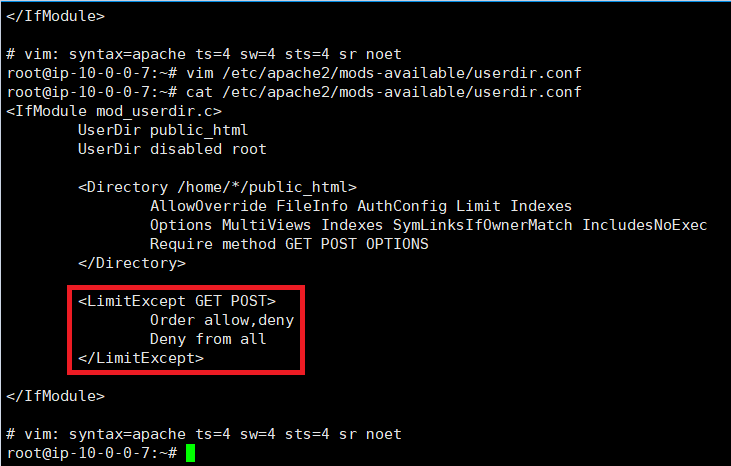 </IfModule>
# vim: syntax=apache ts=4 sw=4 sts=4 sr noet
root@ip-10-0-0-7:~# vim /etc/apache2/mods-available/userdir.conf
root@ip-10-0-0-7:~# cat /etc/apache2/mods-available/userdir.conf
<IfModule mod_userdir.c>
        UserDir public_html
        UserDir disabled root
        <Directory /home/*/public_html>
                AllowOverride FileInfo AuthConfig Limit Indexes
                Options MultiViews Indexes SymLinksIfOwnerMatch IncludesNoExec
                Require method GET POST OPTIONS
        </Directory>
        <LimitExcept GET POST>
                Order allow,deny
                Deny from all
        </LimitExcept>
</IfModule>
# vim: syntax=apache ts=4 sw=4 sts=4 sr noet
root@ip-10-0-0-7:~#